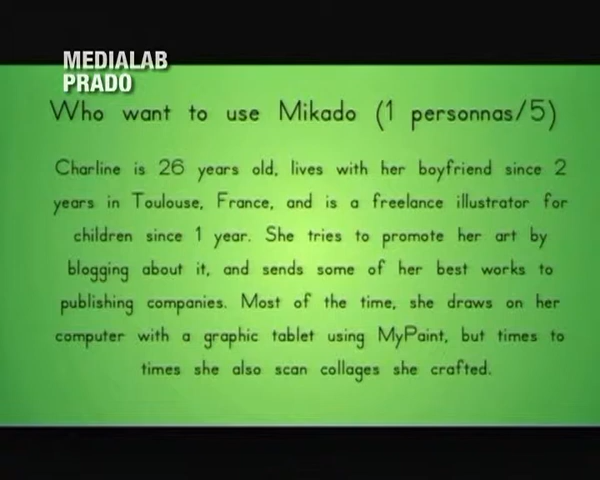 MEDIALAB
PRADO
Who want to use Mikado (1 personnas/5)
Charline is 26 years old, lives with her boyfriend since 2
years in Toulouse, France, and is a freelance illustrator for
children since 1 year. She tries to promote her art by
blogging about it, and sends some of her best works to
publishing companies. Most of the time, she draws on her
computer with a graphic tablet using MyPaint, but times to
times she also scan collages she crafted.